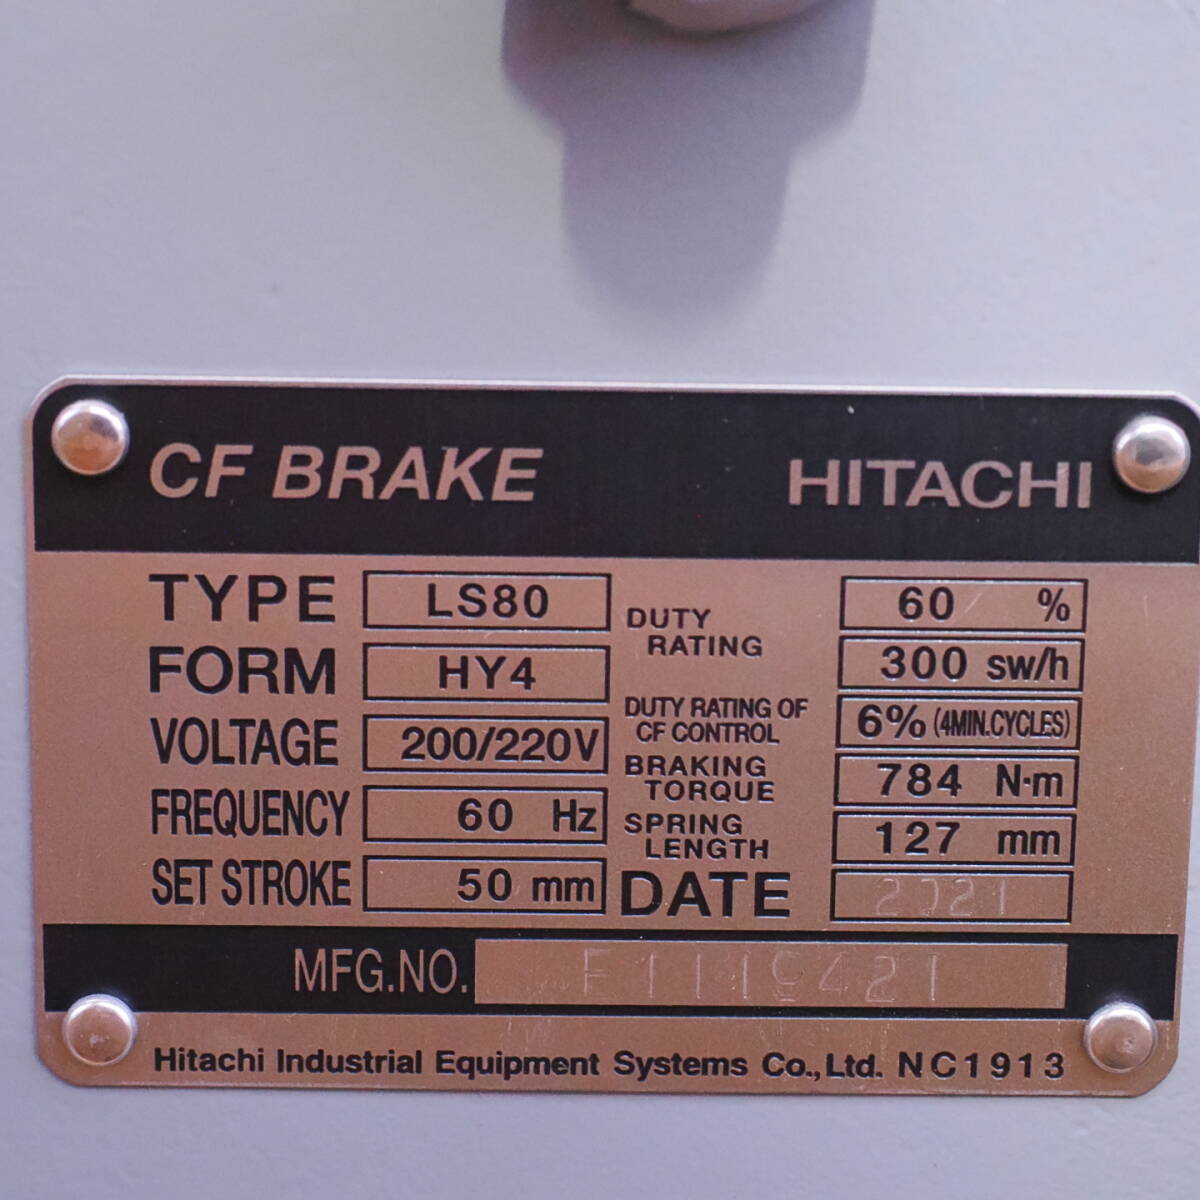 CF BRAKE HITACHI
TYPE LS80
FORM HY4
VOLTAGE 200/220V
FREQUENCY 60 Hz
SET STROKE 50 mm
DUTY RATING 60 %
300 sw/h
DUTY RATING OF CF CONTROL 6% (4MIN.CYCLES)
BRAKING TORQUE 784 N·m
SPRING LENGTH 127 mm
DATE 2021
MFG.NO.
Hitachi Industrial Equipment Systems Co.,Ltd. NC1913